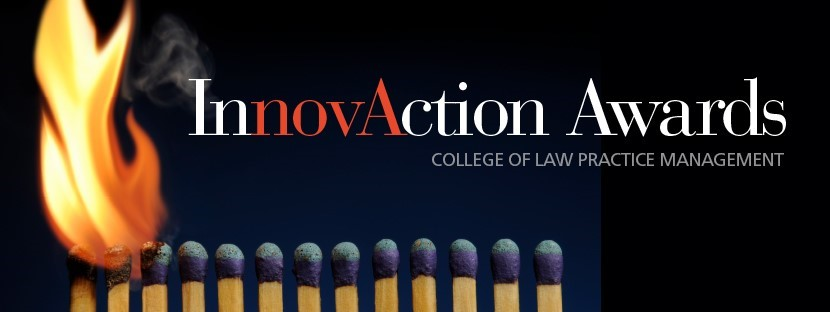 InnovAction Awards
COLLEGE OF LAW PRACTICE MANAGEMENT